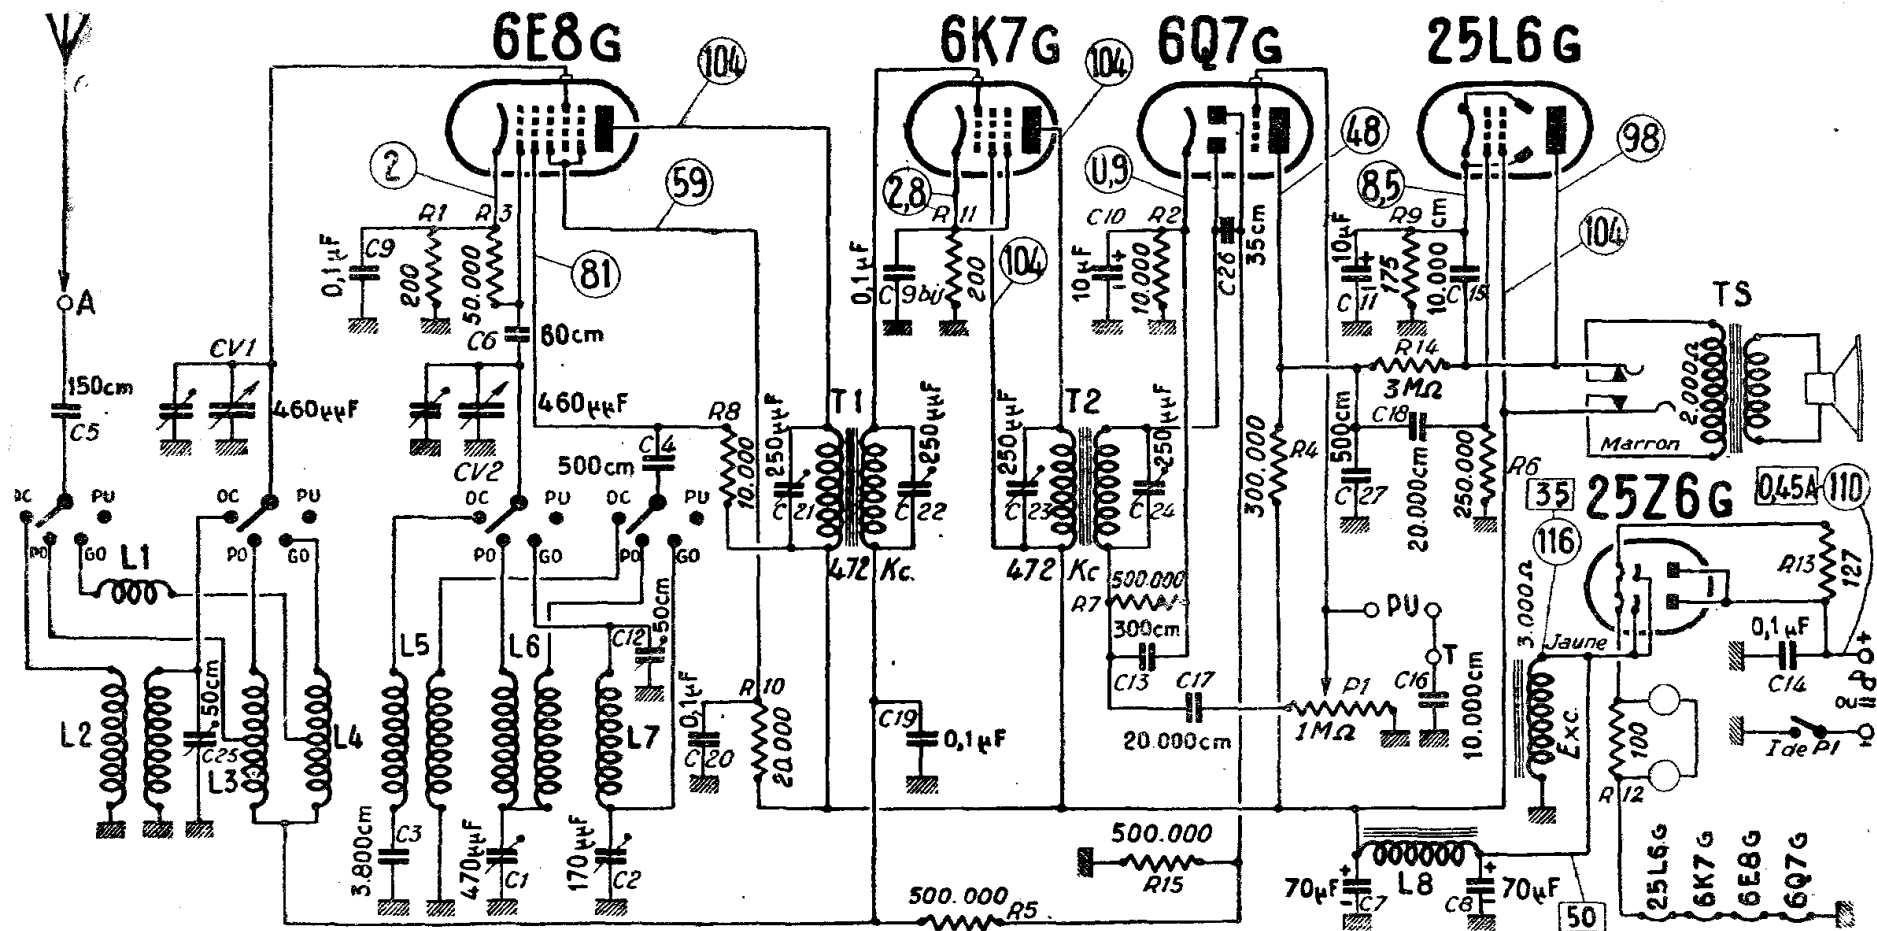 6E8G
6K7G
6Q7G
25L6G
104
104
2
59
2,8
0,9
48
8,5
98
104
81
104
R1
R3
C9
0,1µF
200
50.000
C6
80cm
R11
C9bis
0,1µF
200
C10
R2
10µF
10.000
C26
35cm
10µF
R9
C11
175
10.000cm
C15
A
150cm
C5
CV1
460µµF
CV2
460µµF
C4
500cm
R8
10.000
250µµF
C21
T1
250µµF
C22
472 Kc.
250µµF
C23
T2
250µµF
C24
472 Kc
R14
3MΩ
300.000
R4
500cm
C27
C18
20.000cm
250.000
R6
TS
2.000Ω
Marron
OC
PU
PO
GO
OC
PU
PO
GO
OC
PU
PO
GO
OC
PU
PO
GO
L1
L2
50cm
C25
L3
L4
L5
L6
C12
50cm
L7
0,1µF
C20
R10
20.000
C19
0,1µF
500.000
R7
300cm
C13
C17
20.000cm
P1
1MΩ
PU
T
C16
10.000cm
35
25Z6G
0,45A
110
116
3.000Ω
Jaune
Exc.
R13
127
0,1µF
C14
+
ou =
I de P1
100
R12
C3
3.800cm
470µµF
C1
170µµF
C2
500.000
R15
500.000
R5
70µF
C7
L8
C8
70µF
50
25L6G
6K7G
6E8G
6Q7G